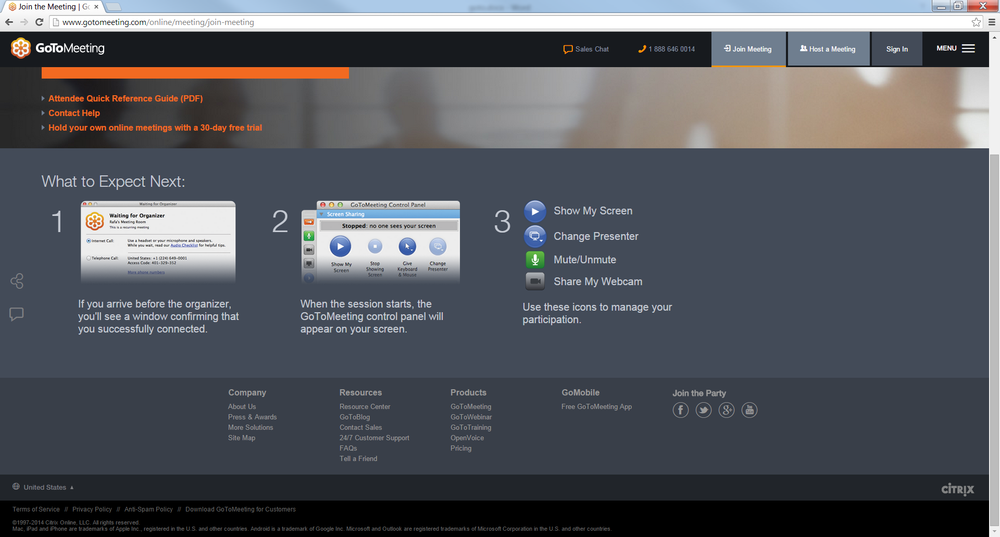 Join the Meeting | Go
www.gotomeeting.com/online/meeting/join-meeting
GoToMeeting
Sales Chat
1 888 646 0014
Join Meeting
Host a Meeting
Sign In
MENU
Attendee Quick Reference Guide (PDF)
Contact Help
Hold your own online meetings with a 30-day free trial
What to Expect Next:
1
Waiting for Organizer
Waiting for Organizer
Rafa's Meeting Room
This is a recurring meeting
Internet Call:
Use a headset or your microphone and speakers.
While you wait, read our Audio Checklist for helpful tips.
Telephone Call:
United States: +1 (224) 649-0001
Access Code: 401-329-352
More phone numbers
If you arrive before the organizer,
you'll see a window confirming that
you successfully connected.
2
GoToMeeting Control Panel
Screen Sharing
Stopped: no one sees your screen
Show My
Screen
Stop
Showing
Screen
Give
Keyboard
& Mouse
Change
Presenter
When the session starts, the
GoToMeeting control panel will
appear on your screen.
3
Show My Screen
Change Presenter
Mute/Unmute
Share My Webcam
Use these icons to manage your
participation.
Company
About Us
Press & Awards
More Solutions
Site Map
Resources
Resource Center
GoToBlog
Contact Sales
24/7 Customer Support
FAQs
Tell a Friend
Products
GoToMeeting
GoToWebinar
GoToTraining
OpenVoice
Pricing
GoMobile
Free GoToMeeting App
Join the Party
You
Tube
United States
CITRIX
Terms of Service // Privacy Policy // Anti-Spam Policy // Download GoToMeeting for Customers
©1997-2014 Citrix Online, LLC. All rights reserved.
Mac, iPad and iPhone are trademarks of Apple Inc., registered in the U.S. and other countries. Android is a trademark of Google Inc. Microsoft and Outlook are registered trademarks of Microsoft Corporation in the U.S. and other countries.